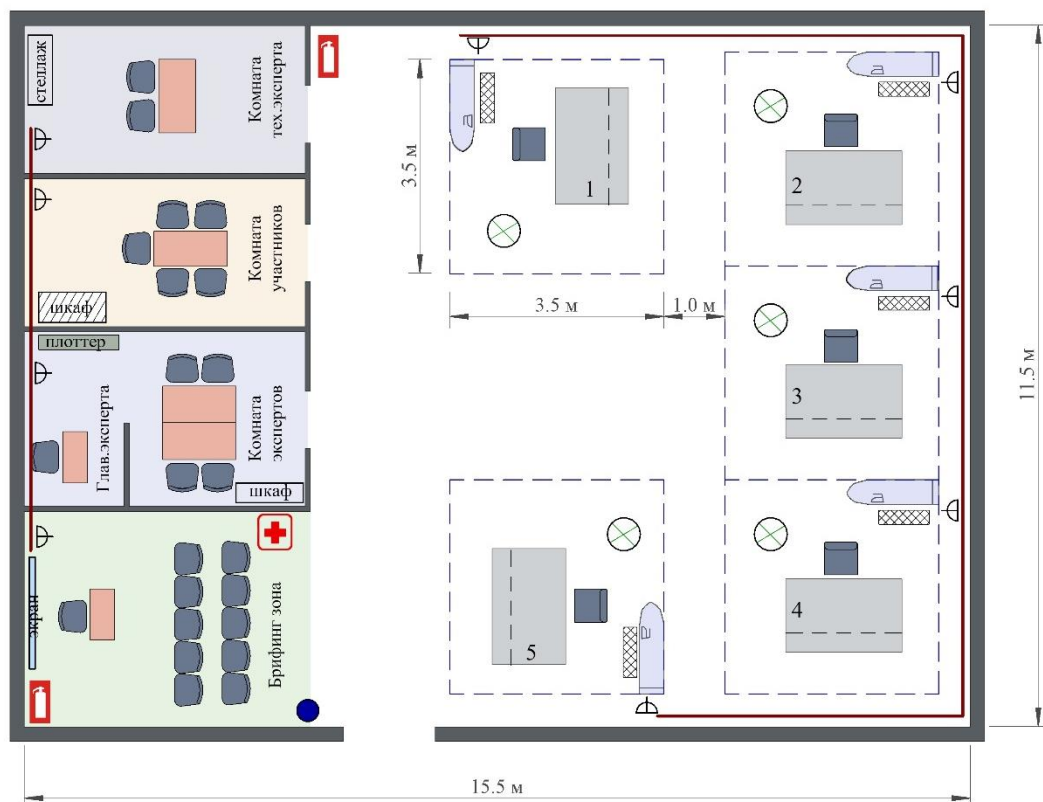 стеллаж
Комната
тех.эксперта
Комната
участников
шкаф
плоттер
Глав.эксперта
Комната
экспертов
шкаф
экран
Брифинг зона
1
2
3
4
5
3.5 м
3.5 м
1.0 м
11.5 м
15.5 м